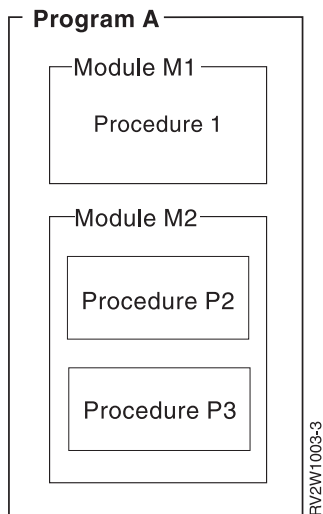 Program A
Module M1
Procedure 1
Module M2
Procedure P2
Procedure P3
RV2W1003-3